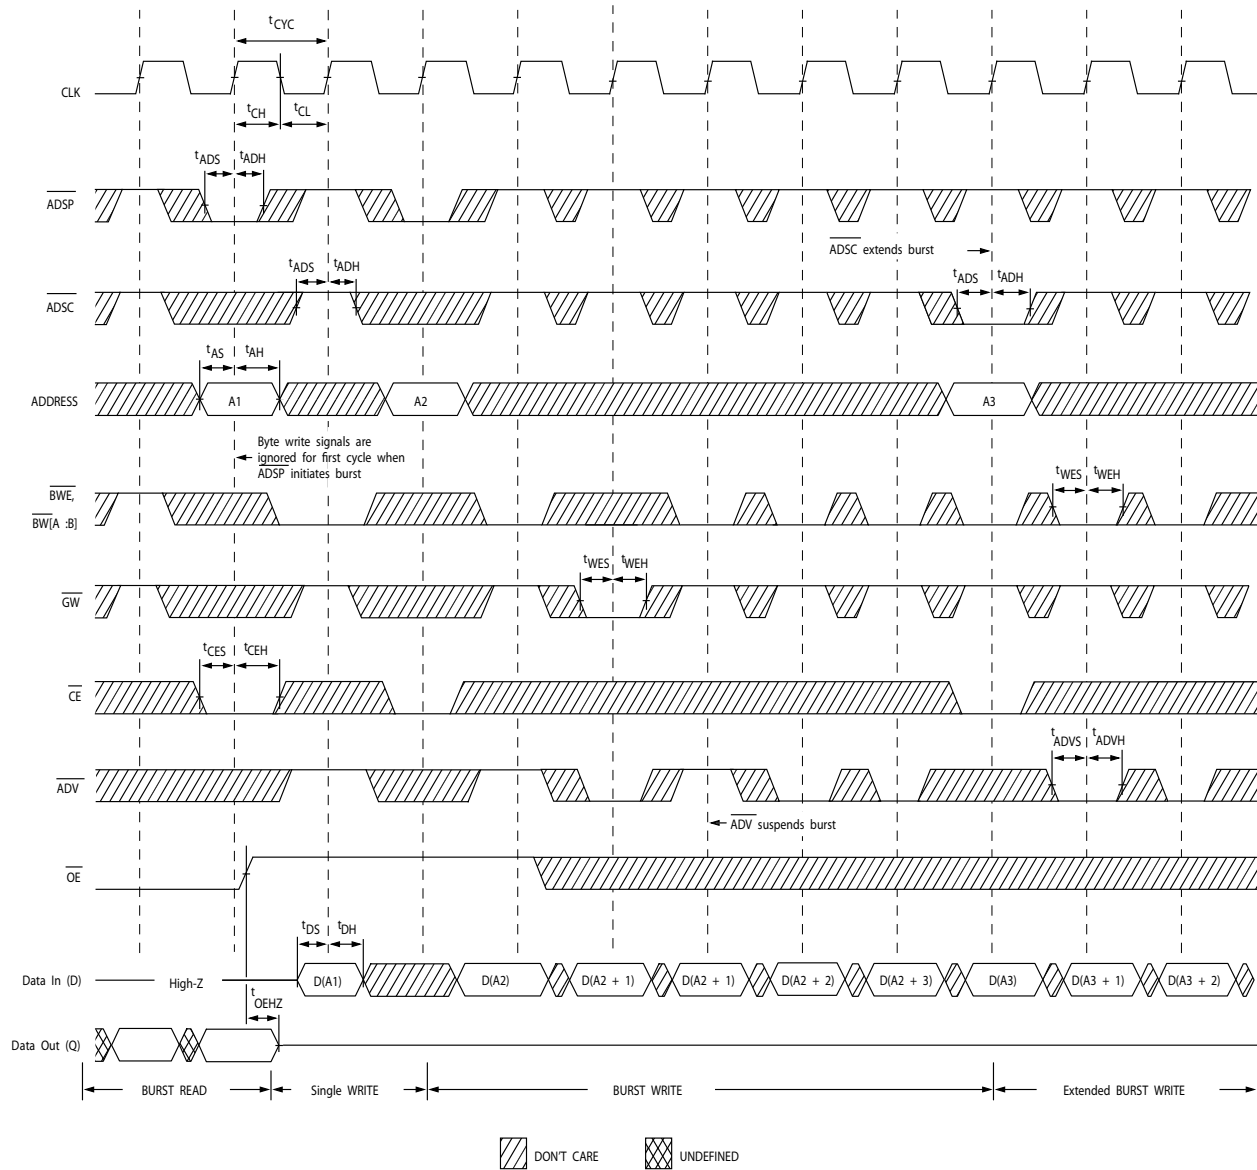 tCYC
CLK
tCH tCL
tADS tADH
ADSP
ADSC extends burst
tADS tADH
tADS tADH
ADSC
tAS tAH
ADDRESS A1 A2 A3
Byte write signals are
ignored for first cycle when
ADSP initiates burst
BWE,
BW[A :B]
tWES tWEH
tWES tWEH
GW
tCES tCEH
CE
tADVS tADVH
ADV
ADV suspends burst
OE
tDS tDH
Data In (D) High-Z D(A1) D(A2) D(A2 + 1) D(A2 + 1) D(A2 + 2) D(A2 + 3) D(A3) D(A3 + 1) D(A3 + 2)
tOEHZ
Data Out (Q)
BURST READ Single WRITE BURST WRITE Extended BURST WRITE
DON'T CARE UNDEFINED